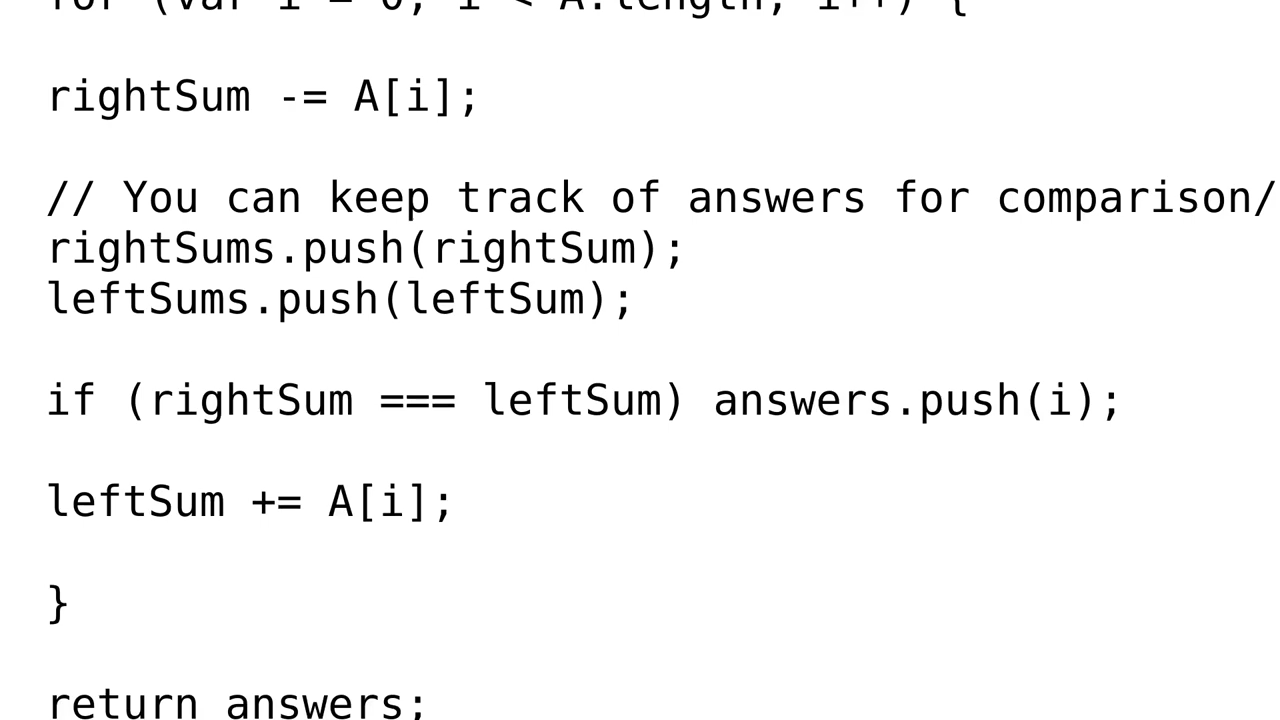 for (var i = 0; i < A.length; i++) {
rightSum -= A[i];
// You can keep track of answers for comparison/
rightSums.push(rightSum);
leftSums.push(leftSum);
if (rightSum === leftSum) answers.push(i);
leftSum += A[i];
}
return answers;